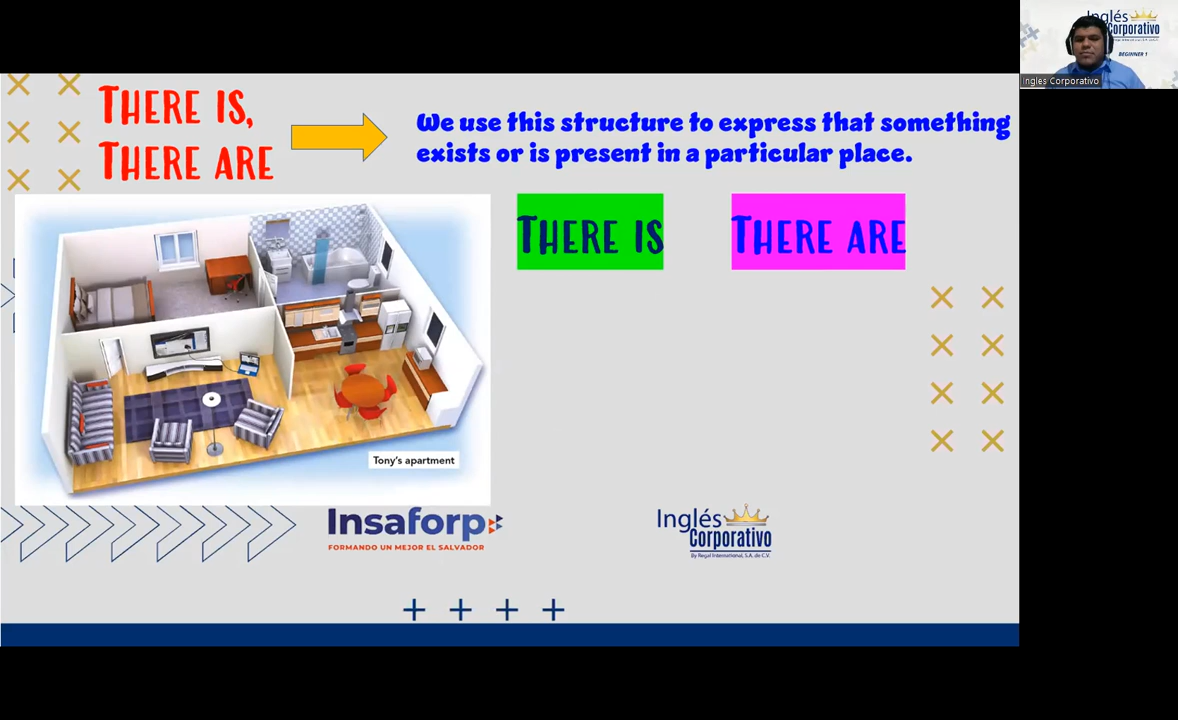 THERE IS,
THERE ARE
We use this structure to express that something
exists or is present in a particular place.
THERE IS
THERE ARE
Tony's apartment
Insaforp
FORMANDO UN MEJOR EL SALVADOR
Inglés
Corporativo
By Regal International, S.A. de C.V.
Inglés
Corporativo
BEGINNER 1
Ingles Corporativo